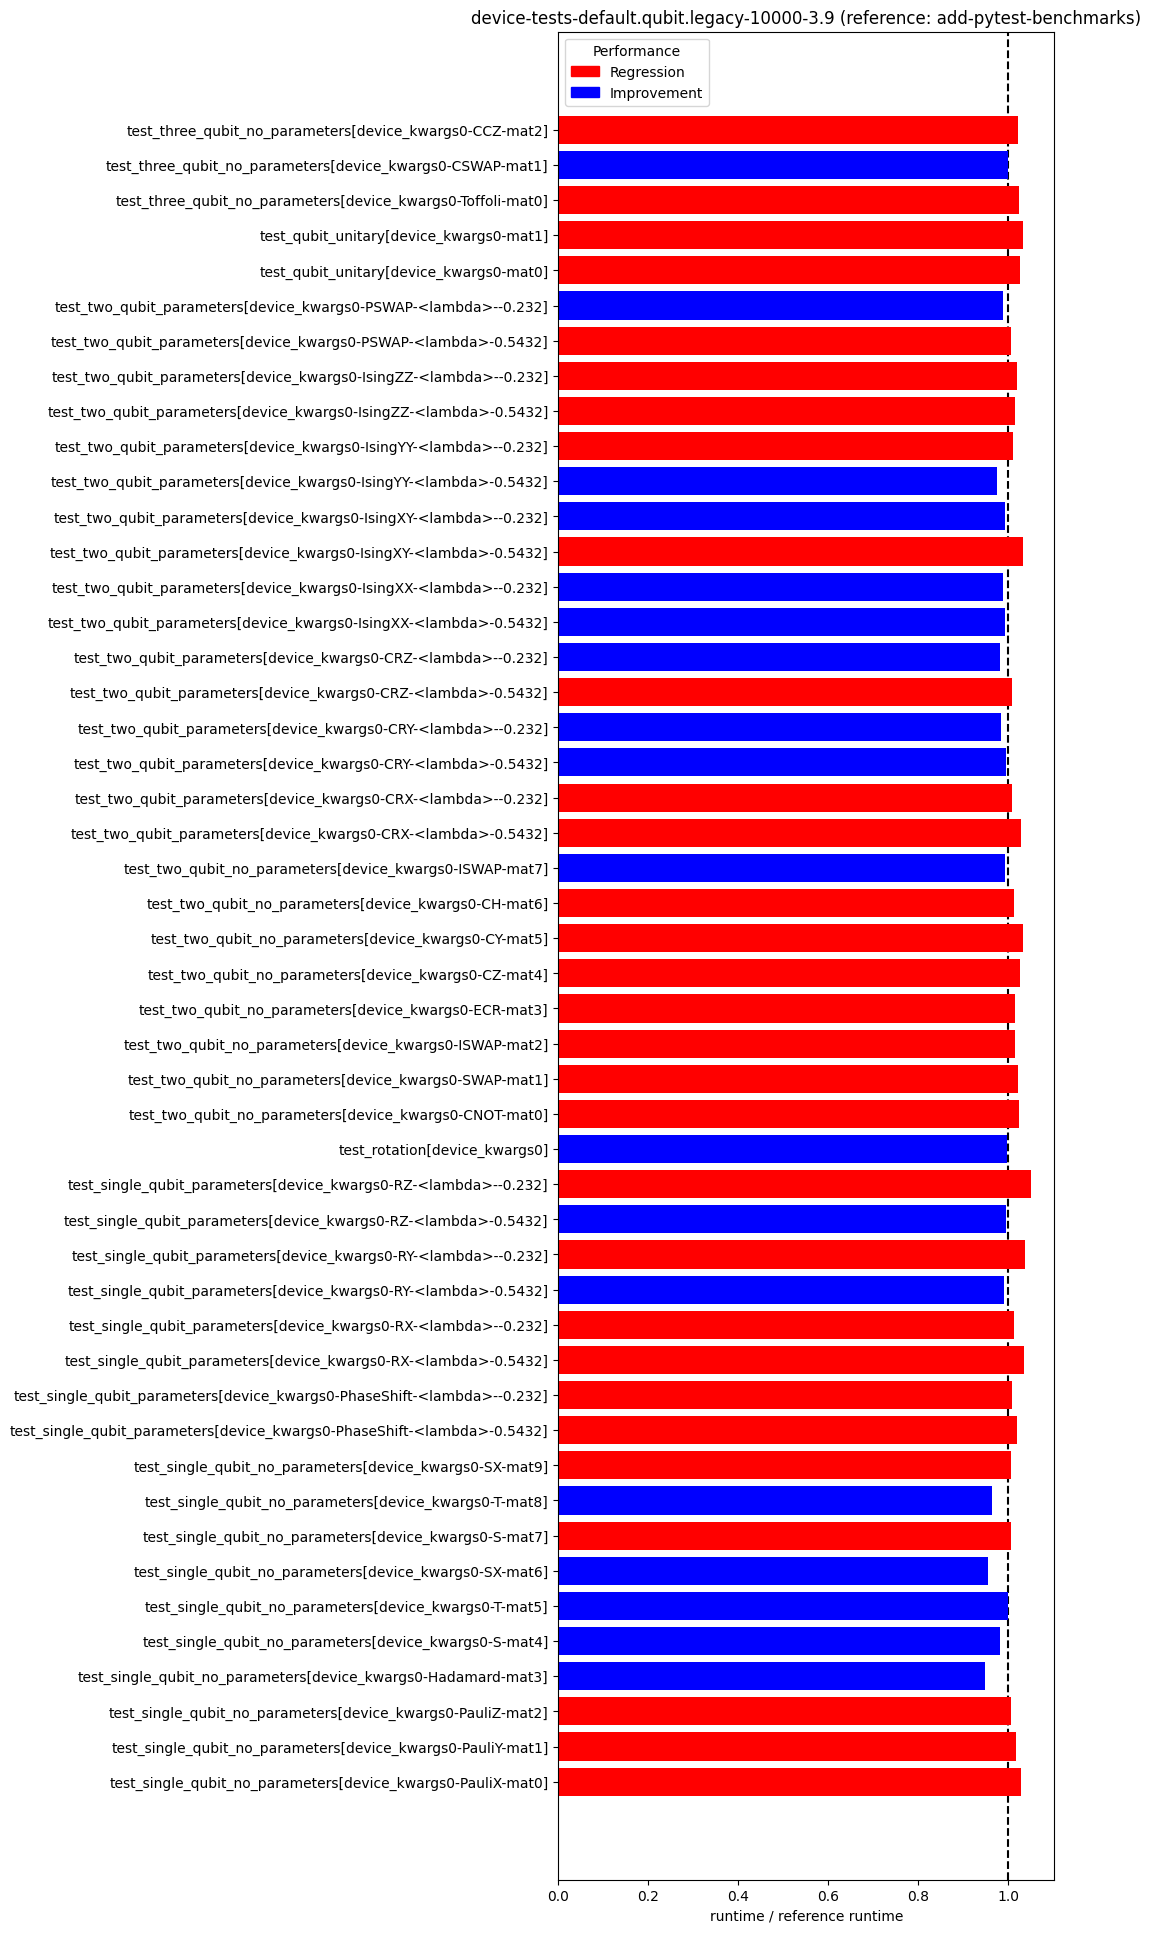 device-tests-default.qubit.legacy-10000-3.9 (reference: add-pytest-benchmarks)
Performance
Regression
Improvement
test_three_qubit_no_parameters[device_kwargs0-CCZ-mat2]
test_three_qubit_no_parameters[device_kwargs0-CSWAP-mat1]
test_three_qubit_no_parameters[device_kwargs0-Toffoli-mat0]
test_qubit_unitary[device_kwargs0-mat1]
test_qubit_unitary[device_kwargs0-mat0]
test_two_qubit_parameters[device_kwargs0-PSWAP-<lambda>--0.232]
test_two_qubit_parameters[device_kwargs0-PSWAP-<lambda>-0.5432]
test_two_qubit_parameters[device_kwargs0-IsingZZ-<lambda>--0.232]
test_two_qubit_parameters[device_kwargs0-IsingZZ-<lambda>-0.5432]
test_two_qubit_parameters[device_kwargs0-IsingYY-<lambda>--0.232]
test_two_qubit_parameters[device_kwargs0-IsingYY-<lambda>-0.5432]
test_two_qubit_parameters[device_kwargs0-IsingXY-<lambda>--0.232]
test_two_qubit_parameters[device_kwargs0-IsingXY-<lambda>-0.5432]
test_two_qubit_parameters[device_kwargs0-IsingXX-<lambda>--0.232]
test_two_qubit_parameters[device_kwargs0-IsingXX-<lambda>-0.5432]
test_two_qubit_parameters[device_kwargs0-CRZ-<lambda>--0.232]
test_two_qubit_parameters[device_kwargs0-CRZ-<lambda>-0.5432]
test_two_qubit_parameters[device_kwargs0-CRY-<lambda>--0.232]
test_two_qubit_parameters[device_kwargs0-CRY-<lambda>-0.5432]
test_two_qubit_parameters[device_kwargs0-CRX-<lambda>--0.232]
test_two_qubit_parameters[device_kwargs0-CRX-<lambda>-0.5432]
test_two_qubit_no_parameters[device_kwargs0-ISWAP-mat7]
test_two_qubit_no_parameters[device_kwargs0-CH-mat6]
test_two_qubit_no_parameters[device_kwargs0-CY-mat5]
test_two_qubit_no_parameters[device_kwargs0-CZ-mat4]
test_two_qubit_no_parameters[device_kwargs0-ECR-mat3]
test_two_qubit_no_parameters[device_kwargs0-ISWAP-mat2]
test_two_qubit_no_parameters[device_kwargs0-SWAP-mat1]
test_two_qubit_no_parameters[device_kwargs0-CNOT-mat0]
test_rotation[device_kwargs0]
test_single_qubit_parameters[device_kwargs0-RZ-<lambda>--0.232]
test_single_qubit_parameters[device_kwargs0-RZ-<lambda>-0.5432]
test_single_qubit_parameters[device_kwargs0-RY-<lambda>--0.232]
test_single_qubit_parameters[device_kwargs0-RY-<lambda>-0.5432]
test_single_qubit_parameters[device_kwargs0-RX-<lambda>--0.232]
test_single_qubit_parameters[device_kwargs0-RX-<lambda>-0.5432]
test_single_qubit_parameters[device_kwargs0-PhaseShift-<lambda>--0.232]
test_single_qubit_parameters[device_kwargs0-PhaseShift-<lambda>-0.5432]
test_single_qubit_no_parameters[device_kwargs0-SX-mat9]
test_single_qubit_no_parameters[device_kwargs0-T-mat8]
test_single_qubit_no_parameters[device_kwargs0-S-mat7]
test_single_qubit_no_parameters[device_kwargs0-SX-mat6]
test_single_qubit_no_parameters[device_kwargs0-T-mat5]
test_single_qubit_no_parameters[device_kwargs0-S-mat4]
test_single_qubit_no_parameters[device_kwargs0-Hadamard-mat3]
test_single_qubit_no_parameters[device_kwargs0-PauliZ-mat2]
test_single_qubit_no_parameters[device_kwargs0-PauliY-mat1]
test_single_qubit_no_parameters[device_kwargs0-PauliX-mat0]
0.0 0.2 0.4 0.6 0.8 1.0
runtime / reference runtime